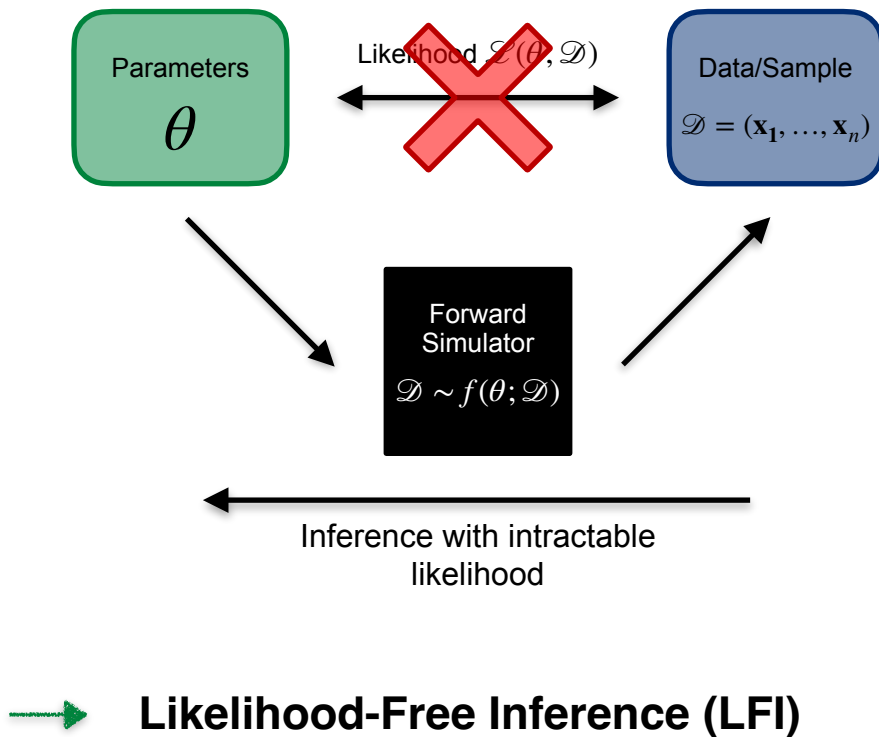 Parameters
θ
Likelihood ℒ(θ; 𝒟)
Data/Sample
𝒟 = (x₁, …, xₙ)
Forward
Simulator
𝒟 ∼ f(θ; 𝒟)
Inference with intractable
likelihood
Likelihood-Free Inference (LFI)